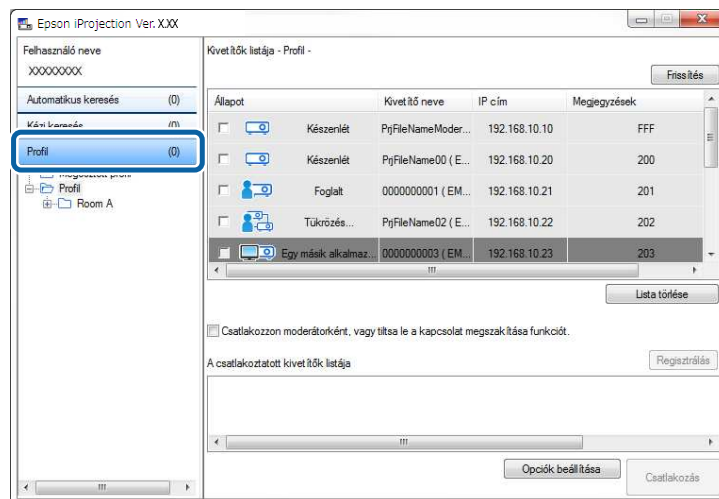 Epson iProjection Ver. X.XX
Felhasználó neve
XXXXXXXX
Automatikus keresés (0)
Kézi keresés (0)
Profil (0)
Megosztott profil
Profil
Room A
Kivetítők listája - Profil -
Frissítés
Állapot Kivetítő neve IP cím Megjegyzések
Készenlét PrjFileNameModer... 192.168.10.10 FFF
Készenlét PrjFileName00 ( E... 192.168.10.20 200
Foglalt 0000000001 ( EM... 192.168.10.21 201
Tükrözés... PrjFileName02 ( E... 192.168.10.22 202
Egy másik alkalmaz... 0000000003 ( EM... 192.168.10.23 203
Lista törlése
Csatlakozzon moderátorként, vagy tiltsa le a kapcsolat megszakítása funkciót.
A csatlakoztatott kivetítők listája
Regisztrálás
Opciók beállítása
Csatlakozás